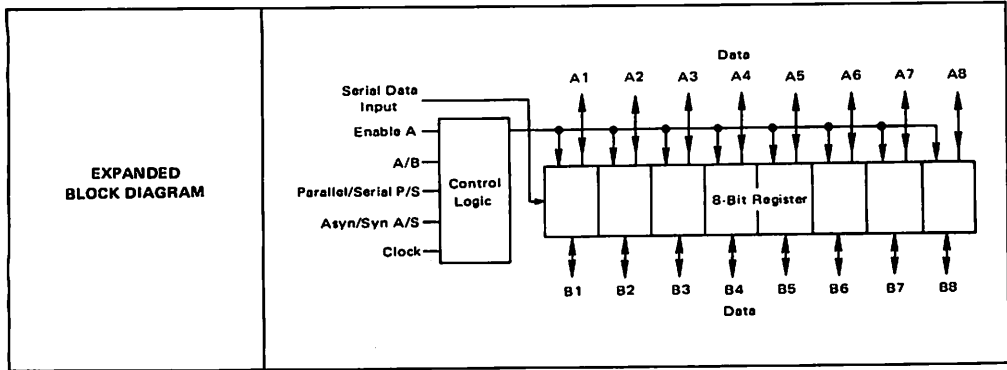 EXPANDED
BLOCK DIAGRAM
Data
A1 A2 A3 A4 A5 A6 A7 A8
Serial Data
Input
Enable A
A/B
Parallel/Serial P/S
Asyn/Syn A/S
Clock
Control
Logic
8-Bit Register
B1 B2 B3 B4 B5 B6 B7 B8
Data